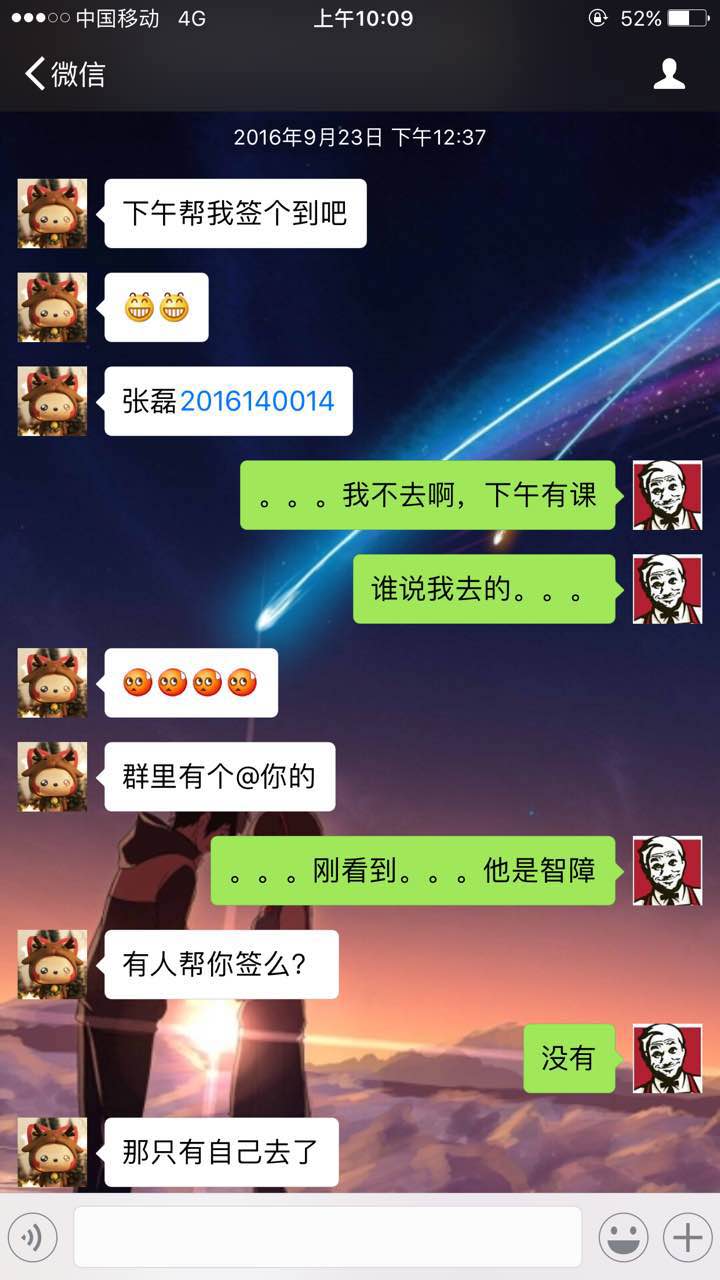 中国移动 4G 上午10:09 52%
微信
2016年9月23日 下午12:37
下午帮我签个到吧
😁😁
张磊2016140014
。。。我不去啊，下午有课
谁说我去的。。。
群里有个@你的
。。。刚看到。。。他是智障
有人帮你签么？
没有
那只有自己去了